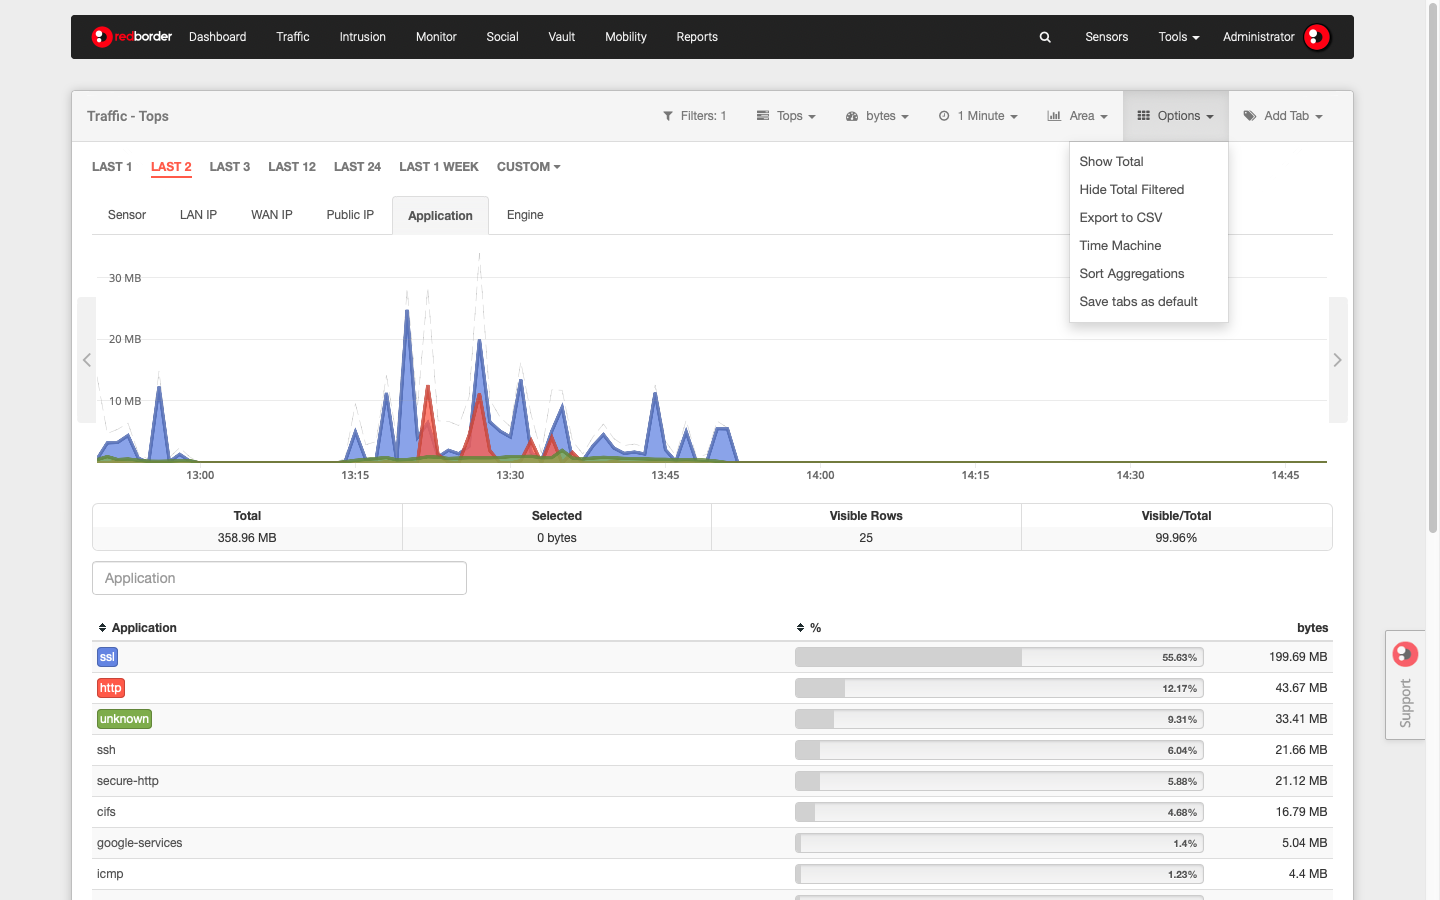 redborder Dashboard Traffic Intrusion Monitor Social Vault Mobility Reports Sensors Tools Administrator
Traffic - Tops Filters: 1 Tops bytes 1 Minute Area Options Add Tab
Show Total
Hide Total Filtered
Export to CSV
Time Machine
Sort Aggregations
Save tabs as default
LAST 1 LAST 2 LAST 3 LAST 12 LAST 24 LAST 1 WEEK CUSTOM
Sensor LAN IP WAN IP Public IP Application Engine
30 MB
20 MB
10 MB
13:00 13:15 13:30 13:45 14:00 14:15 14:30 14:45
Total Selected Visible Rows Visible/Total
358.96 MB 0 bytes 25 99.96%
Application
Application % bytes
ssl 55.63% 199.69 MB
http 12.17% 43.67 MB
unknown 9.31% 33.41 MB
ssh 6.04% 21.66 MB
secure-http 5.88% 21.12 MB
cifs 4.68% 16.79 MB
google-services 1.4% 5.04 MB
icmp 1.23% 4.4 MB
Support